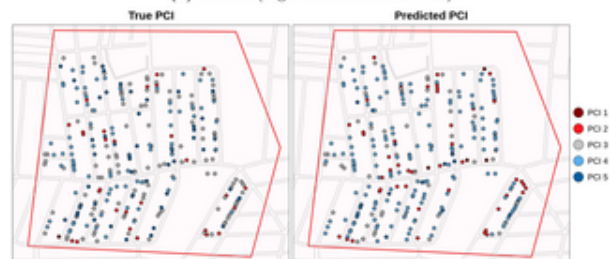 True PCI
Predicted PCI
PCI 1
PCI 2
PCI 3
PCI 4
PCI 5